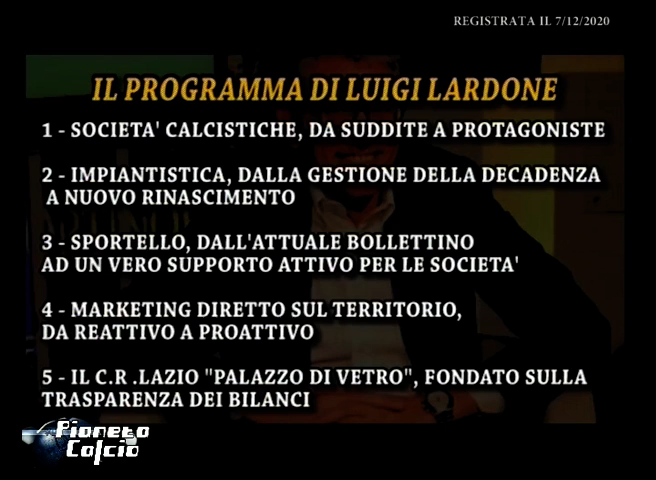 REGISTRATA IL 7/12/2020
IL PROGRAMMA DI LUIGI LARDONE
1 - SOCIETA' CALCISTICHE, DA SUDDITE A PROTAGONISTE
2 - IMPIANTISTICA, DALLA GESTIONE DELLA DECADENZA
A NUOVO RINASCIMENTO
3 - SPORTELLO, DALL'ATTUALE BOLLETTINO
AD UN VERO SUPPORTO ATTIVO PER LE SOCIETA'
4 - MARKETING DIRETTO SUL TERRITORIO,
DA REATTIVO A PROATTIVO
5 - IL C.R .LAZIO "PALAZZO DI VETRO", FONDATO SULLA
TRASPARENZA DEI BILANCI
Pianeta
Calcio